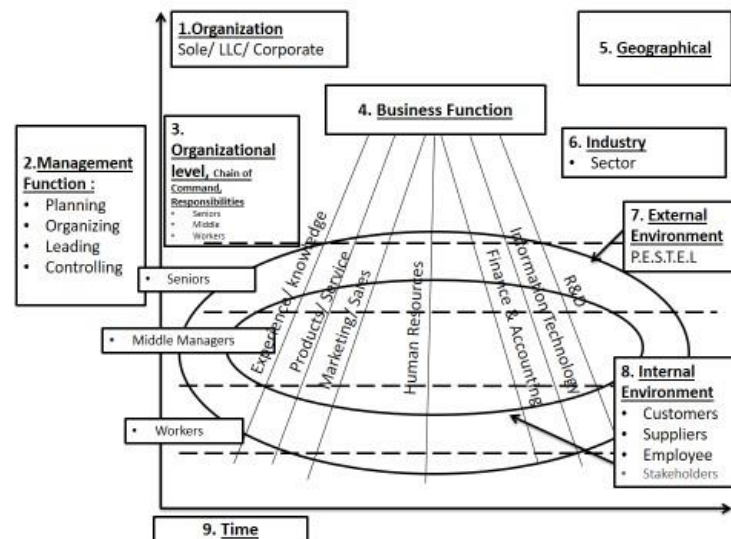 1.Organization
Sole/ LLC/ Corporate
5. Geographical
4. Business Function
2.Management
Function :
• Planning
• Organizing
• Leading
• Controlling
3.
Organizational
level, Chain of
Command,
Responsibilities
• Seniors
• Middle
• Workers
6. Industry
• Sector
7. External
Environment
P.E.S.T.E.L
• Seniors
• Middle Managers
• Workers
Experience/ knowledge
Products/ Service
Marketing/ Sales
Human Resources
Finance & Accounting
Information Technology
R&D
8. Internal
Environment
• Customers
• Suppliers
• Employee
• Stakeholders
9. Time